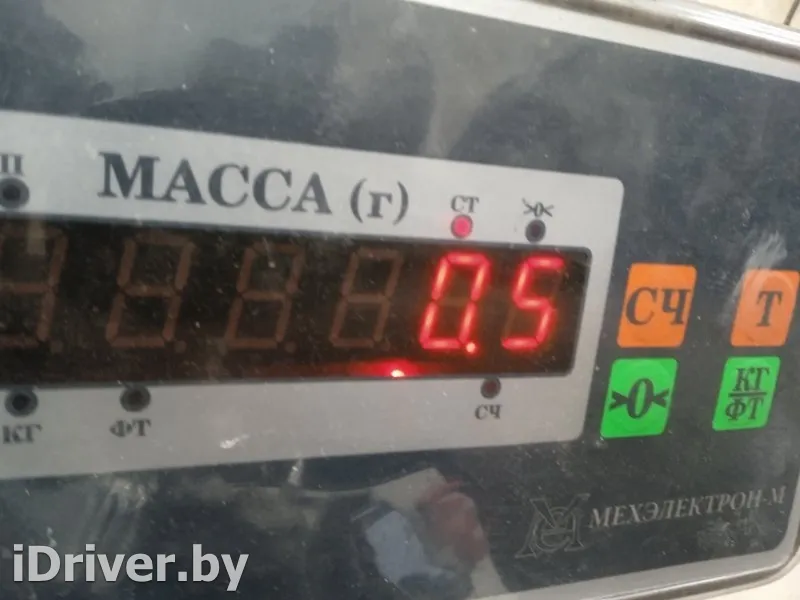 П
МАССА (г)
СТ >0<
0.5
СЧ Т
>0< КГ/ФТ
КГ ФТ СЧ
МЕХЭЛЕКТРОН-М
iDriver.by